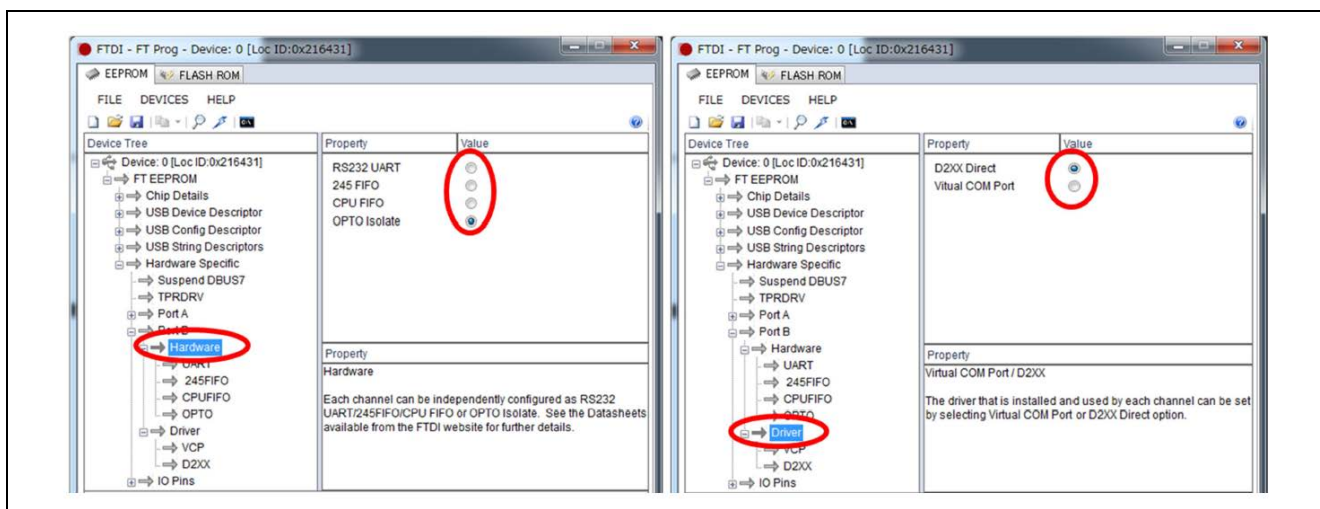 FTDI - FT Prog - Device: 0 [Loc ID:0x216431]
EEPROM FLASH ROM
FILE DEVICES HELP
Device Tree
Device: 0 [Loc ID:0x216431]
FT EEPROM
Chip Details
USB Device Descriptor
USB Config Descriptor
USB String Descriptors
Hardware Specific
Suspend DBUS7
TPRDRV
Port A
Port B
Hardware
UART
245FIFO
CPUFIFO
OPTO
Driver
VCP
D2XX
IO Pins
Property Value
RS232 UART
245 FIFO
CPU FIFO
OPTO Isolate
Property
Hardware
Each channel can be independently configured as RS232
UART/245FIFO/CPU FIFO or OPTO Isolate. See the Datasheets
available from the FTDI website for further details.
FTDI - FT Prog - Device: 0 [Loc ID:0x216431]
EEPROM FLASH ROM
FILE DEVICES HELP
Device Tree
Device: 0 [Loc ID:0x216431]
FT EEPROM
Chip Details
USB Device Descriptor
USB Config Descriptor
USB String Descriptors
Hardware Specific
Suspend DBUS7
TPRDRV
Port A
Port B
Hardware
UART
245FIFO
CPUFIFO
OPTO
Driver
VCP
D2XX
IO Pins
Property Value
D2XX Direct
Vitual COM Port
Property
Virtual COM Port / D2XX
The driver that is installed and used by each channel can be set
by selecting Virtual COM Port or D2XX Direct option.